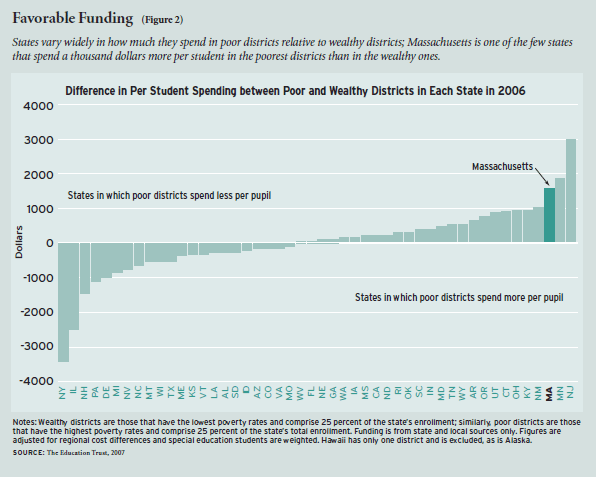 Favorable Funding (Figure 2)
States vary widely in how much they spend in poor districts relative to wealthy districts; Massachusetts is one of the few states
that spend a thousand dollars more per student in the poorest districts than in the wealthy ones.
Difference in Per Student Spending between Poor and Wealthy Districts in Each State in 2006
4000
3000
Massachusetts
2000
States in which poor districts spend less per pupil
1000
Dollars
0
-1000
States in which poor districts spend more per pupil
-2000
-3000
-4000
NY IL NH PA DE MI NV NC MT WI TX ME KS VT LA AL SD ID AZ CO VA MO WV FL NE GA WA IA MS CA ND RI OK SC IN MD TN WY AR OR UT CT OH KY NM MA MN NJ
Notes: Wealthy districts are those that have the lowest poverty rates and comprise 25 percent of the state's enrollment; similarly, poor districts are those
that have the highest poverty rates and comprise 25 percent of the state's total enrollment. Funding is from state and local sources only. Figures are
adjusted for regional cost differences and special education students are weighted. Hawaii has only one district and is excluded, as is Alaska.
SOURCE: The Education Trust, 2007